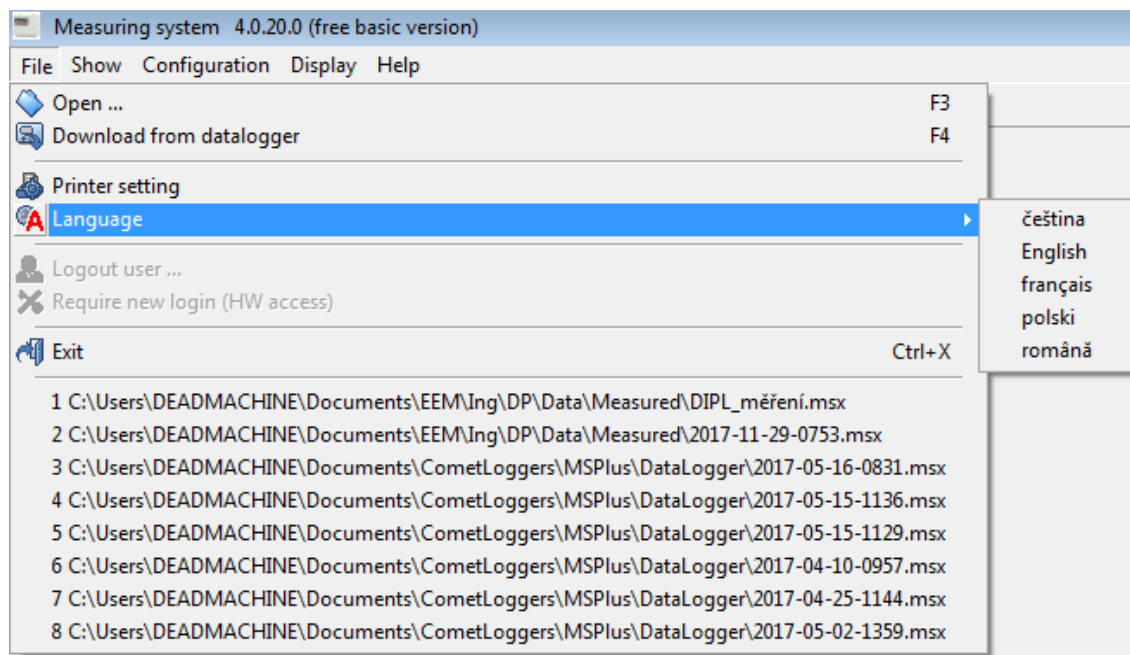 Measuring system 4.0.20.0 (free basic version)
File Show Configuration Display Help
Open ... F3
Download from datalogger F4
Printer setting
Language
čeština
English
français
polski
română
Logout user ...
Require new login (HW access)
Exit Ctrl+X
1 C:\Users\DEADMACHINE\Documents\EEM\Ing\DP\Data\Measured\DIPL_měření.msx
2 C:\Users\DEADMACHINE\Documents\EEM\Ing\DP\Data\Measured\2017-11-29-0753.msx
3 C:\Users\DEADMACHINE\Documents\CometLoggers\MSPlus\DataLogger\2017-05-16-0831.msx
4 C:\Users\DEADMACHINE\Documents\CometLoggers\MSPlus\DataLogger\2017-05-15-1136.msx
5 C:\Users\DEADMACHINE\Documents\CometLoggers\MSPlus\DataLogger\2017-05-15-1129.msx
6 C:\Users\DEADMACHINE\Documents\CometLoggers\MSPlus\DataLogger\2017-04-10-0957.msx
7 C:\Users\DEADMACHINE\Documents\CometLoggers\MSPlus\DataLogger\2017-04-25-1144.msx
8 C:\Users\DEADMACHINE\Documents\CometLoggers\MSPlus\DataLogger\2017-05-02-1359.msx